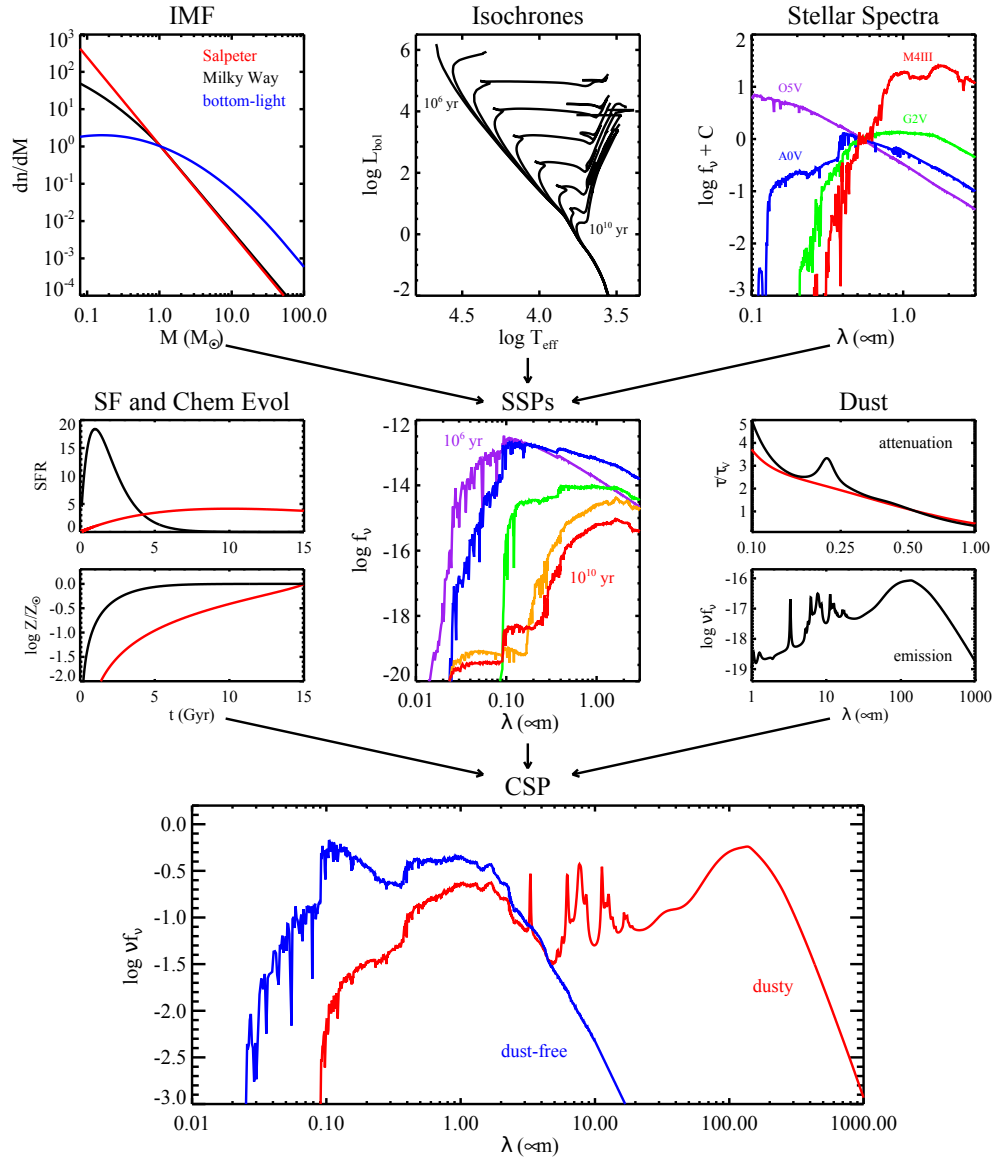 IMF
Isochrones
Stellar Spectra
dn/dM
10³
10²
10¹
10⁰
10⁻¹
10⁻²
10⁻³
10⁻⁴
Salpeter
Milky Way
bottom-light
0.1 1.0 10.0 100.0
M (M☉)
log L_bol
6
4
2
0
-2
10⁶ yr
10¹⁰ yr
4.5 4.0 3.5
log T_eff
log f_ν + C
2
1
0
-1
-2
-3
M4III
O5V
G2V
A0V
0.1 1.0
λ (∝m)
SF and Chem Evol
SSPs
Dust
SFR
20
15
10
5
0
0 5 10 15
log Z/Z☉
0.0
-0.5
-1.0
-1.5
-2.0
0 5 10 15
t (Gyr)
log f_ν
-12
-14
-16
-18
-20
10⁶ yr
10¹⁰ yr
0.01 0.10 1.00
λ (∝m)
τ/τ_V
5
4
3
2
1
attenuation
0.10 0.25 0.50 1.00
log νf_ν
-16
-17
-18
-19
emission
1 10 100 1000
λ (∝m)
CSP
log νf_ν
0.0
-0.5
-1.0
-1.5
-2.0
-2.5
-3.0
dusty
dust-free
0.01 0.10 1.00 10.00 100.00 1000.00
λ (∝m)